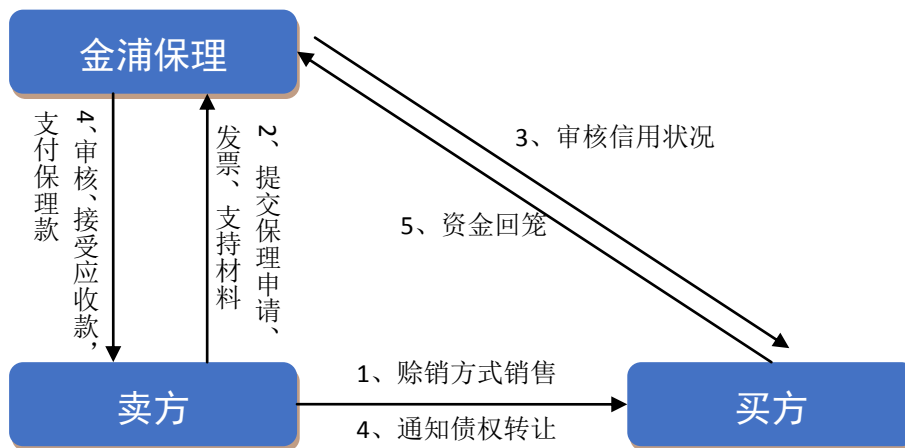 金浦保理
4、审核、接受应收款，
支付保理款
2、提交保理申请、
发票、支持材料
3、审核信用状况
5、资金回笼
1、赊销方式销售
4、通知债权转让
卖方
买方